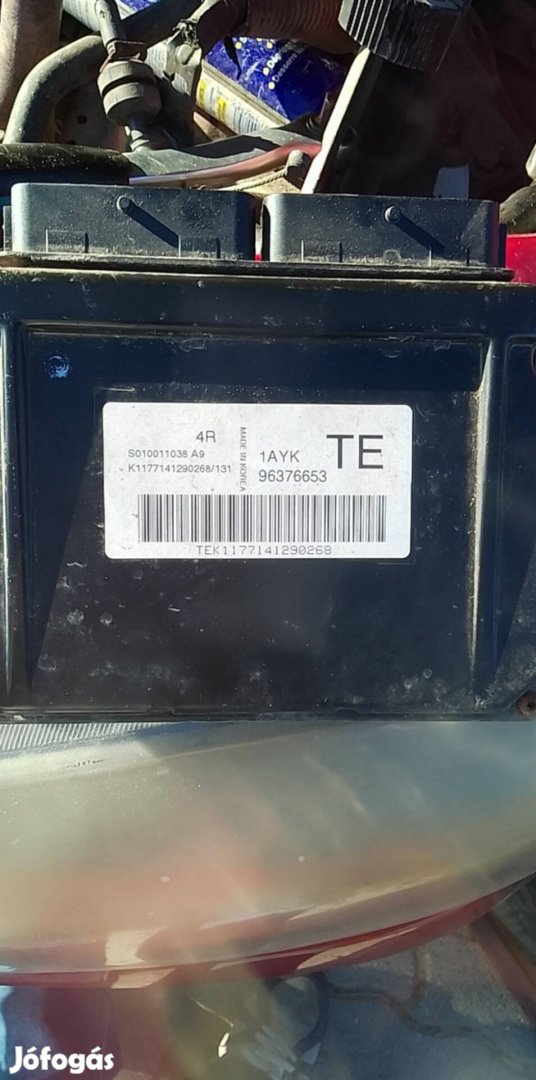 4R
S010011038 A9
K1177141290268/131
MADE IN KOREA
1AYK
96376653
TE
TEK1177141290268
Jófogás